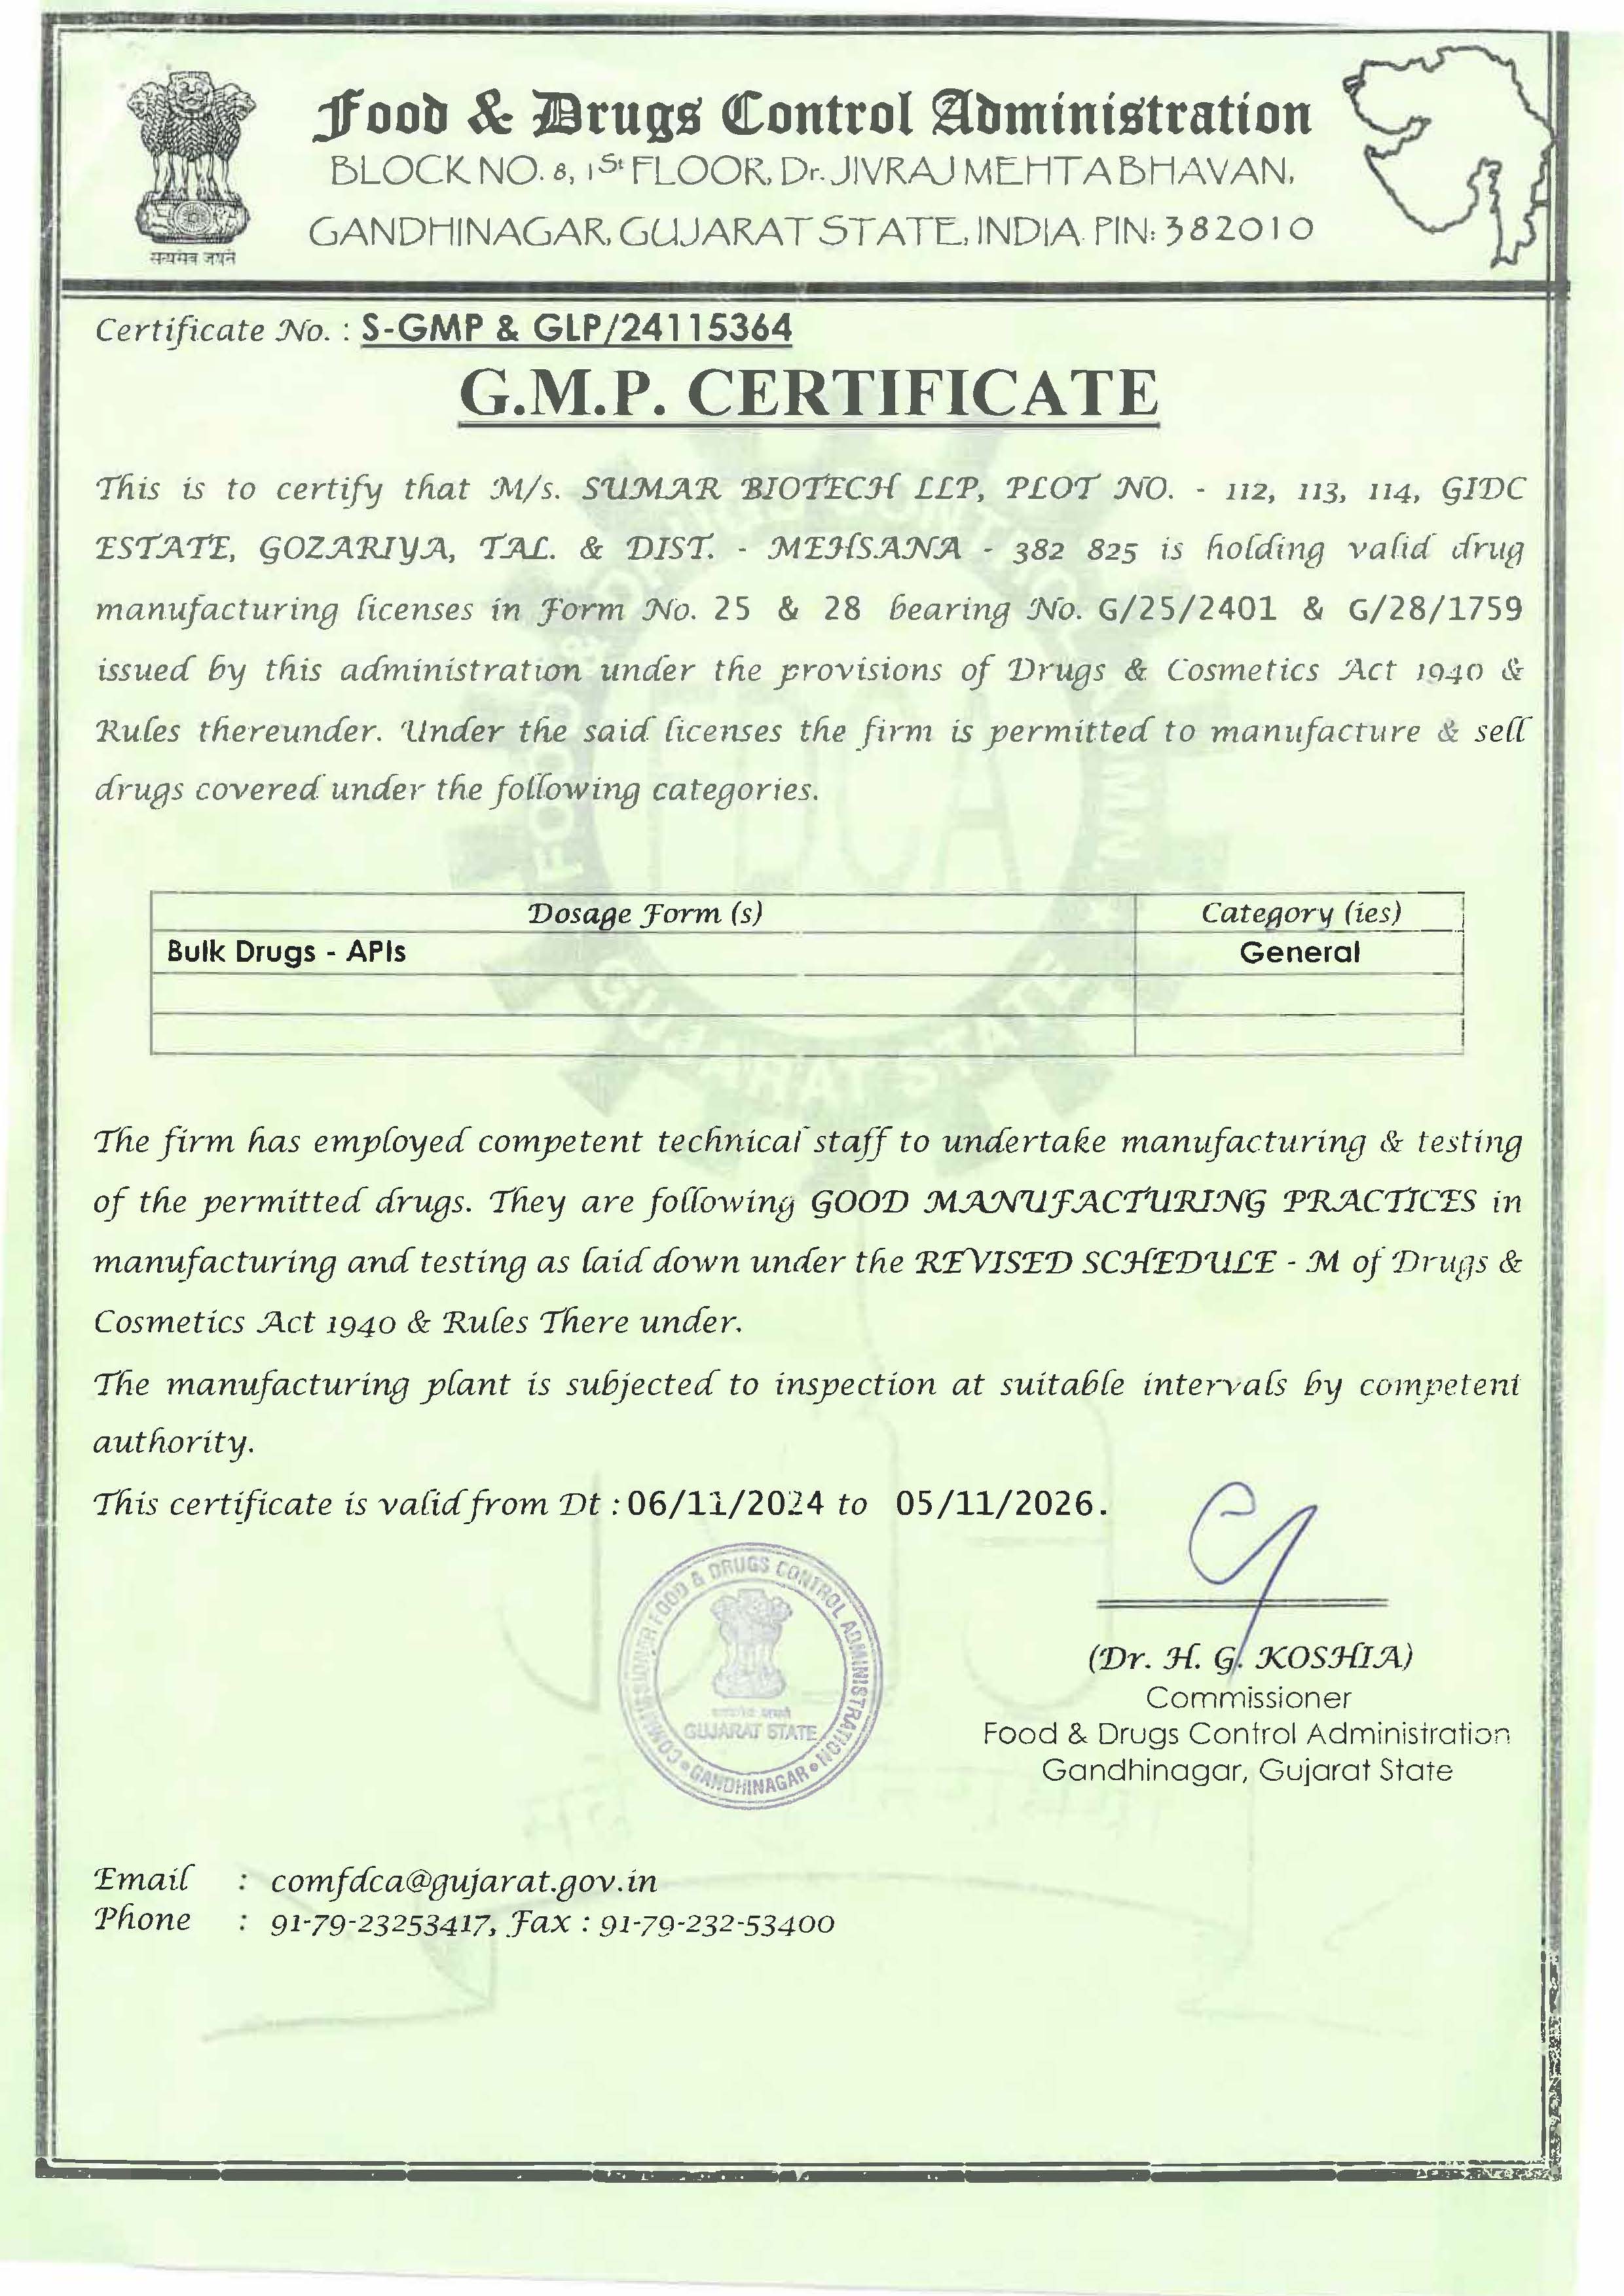 Food & Drugs Control Administration
BLOCK NO. 8, 1St FLOOR, Dr. JIVRAJ MEHTA BHAVAN,
GANDHINAGAR, GUJARAT STATE, INDIA. PIN: 382010
सत्यमेव जयते
Certificate No. : S-GMP & GLP/24115364
G.M.P. CERTIFICATE
This is to certify that M/s. SUMAR BIOTECH LLP, PLOT NO. - 112, 113, 114, GIDC
ESTATE, GOZARIYA, TAL. & DIST. - MEHSANA - 382 825 is holding valid drug
manufacturing licenses in Form No. 25 & 28 bearing No. G/25/2401 & G/28/1759
issued by this administration under the provisions of Drugs & Cosmetics Act 1940 &
Rules thereunder. Under the said licenses the firm is permitted to manufacture & sell
drugs covered under the following categories.
Dosage Form (s) Category (ies)
Bulk Drugs - APIs General
The firm has employed competent technical staff to undertake manufacturing & testing
of the permitted drugs. They are following GOOD MANUFACTURING PRACTICES in
manufacturing and testing as laid down under the REVISED SCHEDULE - M of Drugs &
Cosmetics Act 1940 & Rules There under.
The manufacturing plant is subjected to inspection at suitable intervals by competent
authority.
This certificate is valid from Dt : 06/11/2024 to 05/11/2026.
COMMISSIONER FOOD & DRUGS CONTROL ADMINISTRATION
GUJARAT STATE
GANDHINAGAR
(Dr. H. G. KOSHIA)
Commissioner
Food & Drugs Control Administration
Gandhinagar, Gujarat State
Email : comfdca@gujarat.gov.in
Phone : 91-79-23253417, Fax : 91-79-232-53400